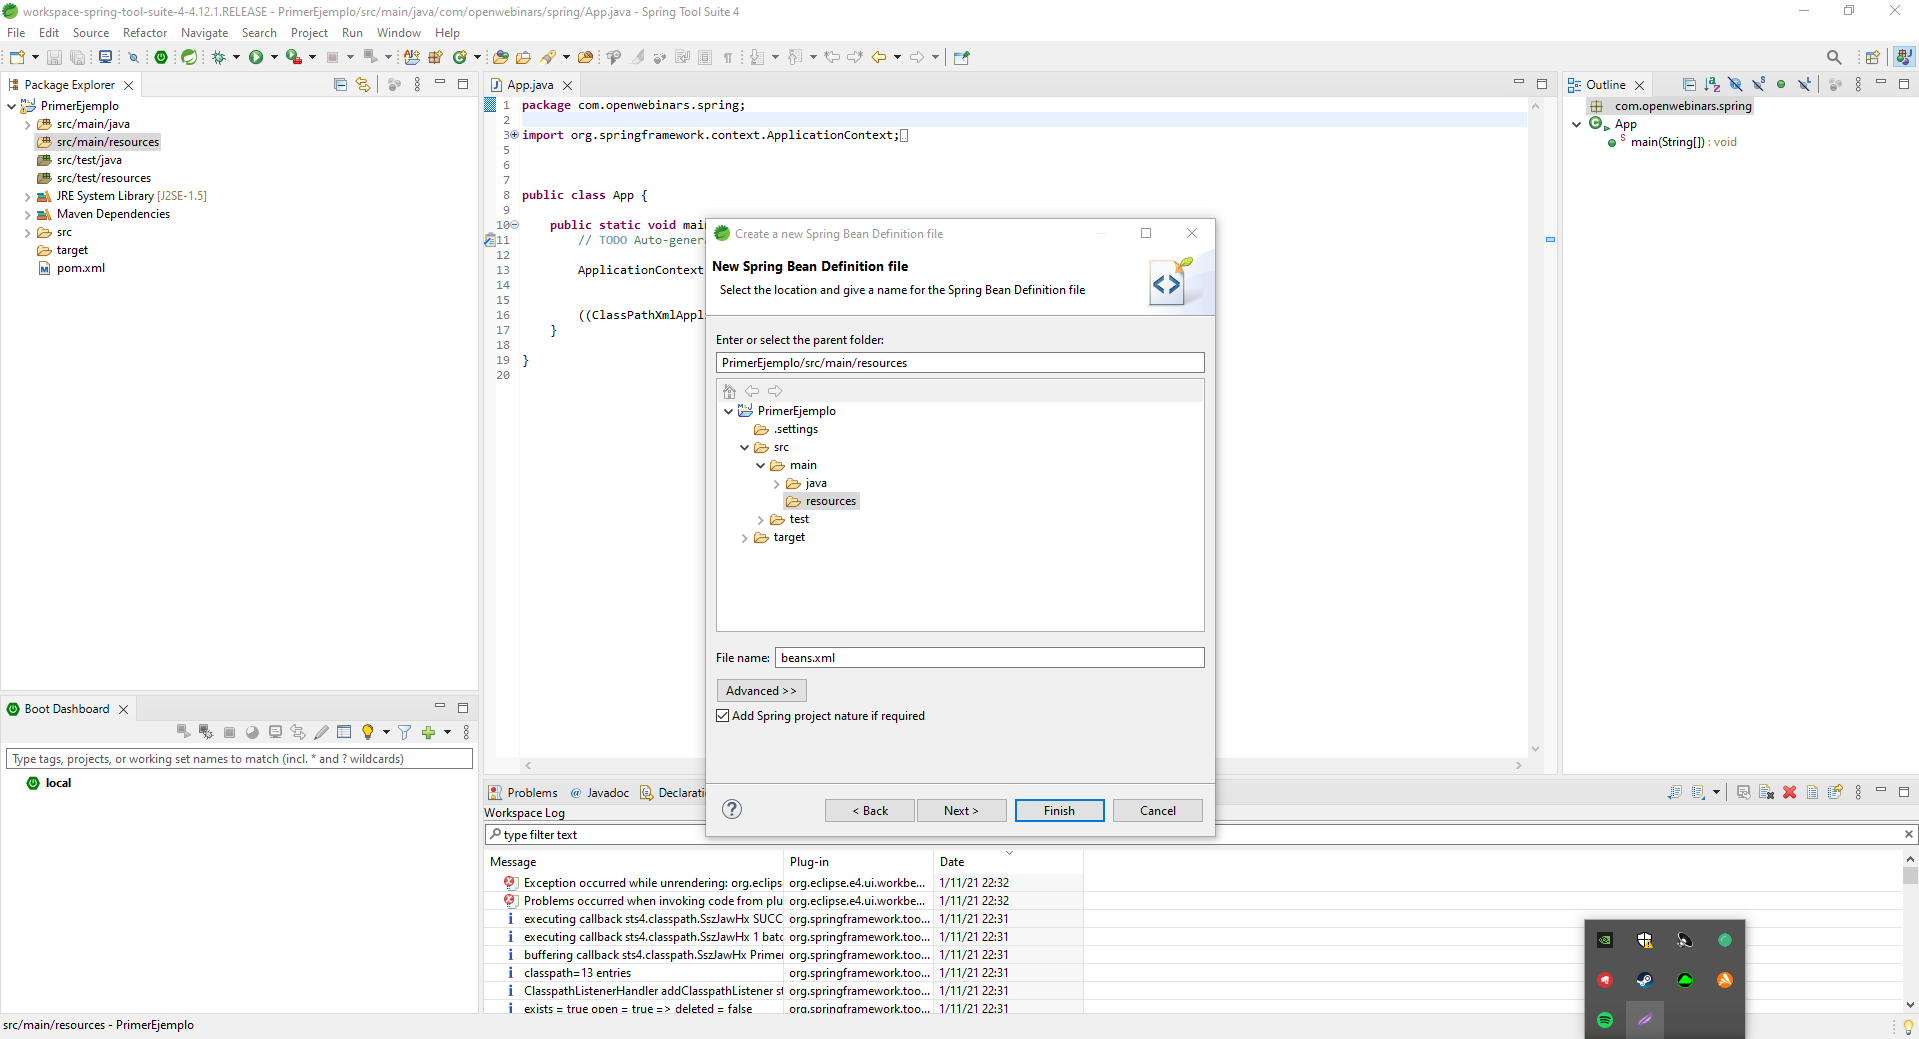 workspace-spring-tool-suite-4-4.12.1.RELEASE - PrimerEjemplo/src/main/java/com/openwebinars/spring/App.java - Spring Tool Suite 4
File Edit Source Refactor Navigate Search Project Run Window Help
Package Explorer
PrimerEjemplo
src/main/java
src/main/resources
src/test/java
src/test/resources
JRE System Library [J2SE-1.5]
Maven Dependencies
src
target
pom.xml
Boot Dashboard
Type tags, projects, or working set names to match (incl. * and ? wildcards)
local
App.java
1 package com.openwebinars.spring;
2
3 import org.springframework.context.ApplicationContext;
5
6
7
8 public class App {
9
10 public static void mai
11 // TODO Auto-gener
12
13 ApplicationContext
14
15
16 ((ClassPathXmlAppl
17 }
18
19 }
20
Create a new Spring Bean Definition file
New Spring Bean Definition file
Select the location and give a name for the Spring Bean Definition file
Enter or select the parent folder:
PrimerEjemplo/src/main/resources
PrimerEjemplo
.settings
src
main
java
resources
test
target
File name: beans.xml
Advanced >>
Add Spring project nature if required
< Back Next > Finish Cancel
Outline
com.openwebinars.spring
App
main(String[]) : void
Problems @ Javadoc Declarati
Workspace Log
type filter text
Message Plug-in Date
Exception occurred while unrendering: org.eclips org.eclipse.e4.ui.workbe... 1/11/21 22:32
Problems occurred when invoking code from plu org.eclipse.e4.ui.workbe... 1/11/21 22:32
executing callback sts4.classpath.SszJawHx SUCC org.springframework.too... 1/11/21 22:31
executing callback sts4.classpath.SszJawHx 1 batc org.springframework.too... 1/11/21 22:31
buffering callback sts4.classpath.SszJawHx Primer org.springframework.too... 1/11/21 22:31
classpath=13 entries org.springframework.too... 1/11/21 22:31
ClasspathListenerHandler addClasspathListener st org.springframework.too... 1/11/21 22:31
exists = true open = true => deleted = false org.springframework.too... 1/11/21 22:31
src/main/resources - PrimerEjemplo